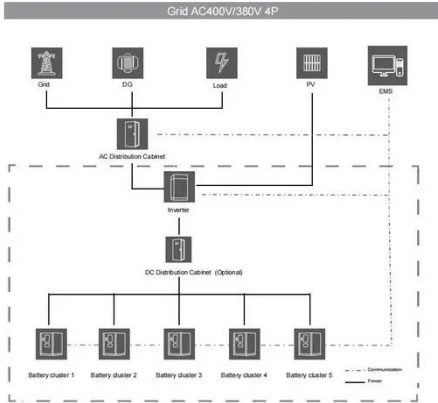 Grid AC400V/380V 4P
Grid
DG
Load
PV
EMS
AC Distribution Cabinet
Inverter
DC Distribution Cabinet (Optional)
Battery cluster 1
Battery cluster 2
Battery cluster 3
Battery cluster 4
Battery cluster 5
Communication
Power